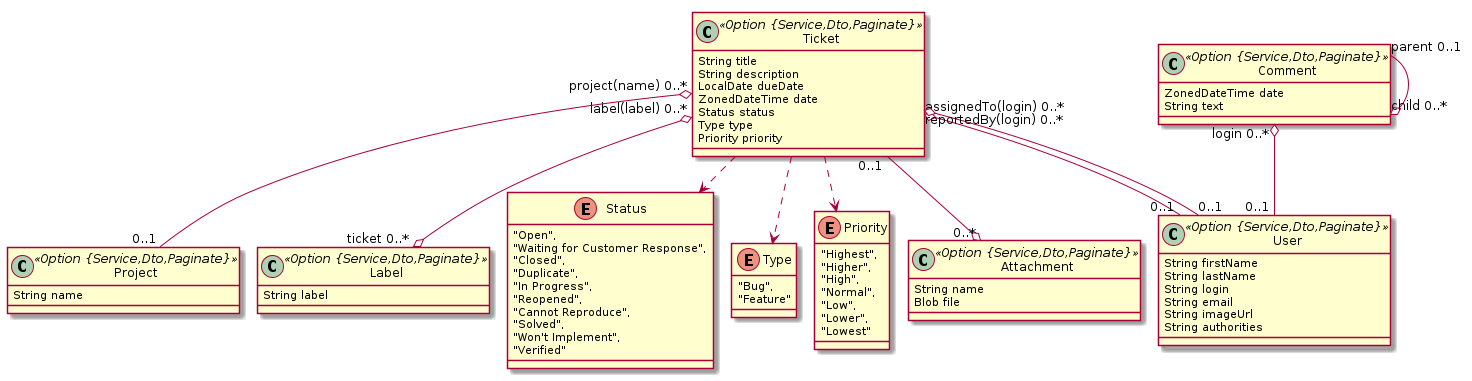 C «Option {Service,Dto,Paginate}»
Ticket
String title
String description
LocalDate dueDate
ZonedDateTime date
Status status
Type type
Priority priority
project(name) 0..*
label(label) 0..*
assignedTo(login) 0..*
reportedBy(login) 0..*
0..1
C «Option {Service,Dto,Paginate}»
Comment
ZonedDateTime date
String text
parent 0..1
child 0..*
login 0..*
0..1
0..1
0..1
0..1
ticket 0..*
0..*
C «Option {Service,Dto,Paginate}»
Project
String name
C «Option {Service,Dto,Paginate}»
Label
String label
E Status
"Open",
"Waiting for Customer Response",
"Closed",
"Duplicate",
"In Progress",
"Reopened",
"Cannot Reproduce",
"Solved",
"Won't Implement",
"Verified"
E Type
"Bug",
"Feature"
E Priority
"Highest",
"Higher",
"High",
"Normal",
"Low",
"Lower",
"Lowest"
C «Option {Service,Dto,Paginate}»
Attachment
String name
Blob file
C «Option {Service,Dto,Paginate}»
User
String firstName
String lastName
String login
String email
String imageUrl
String authorities